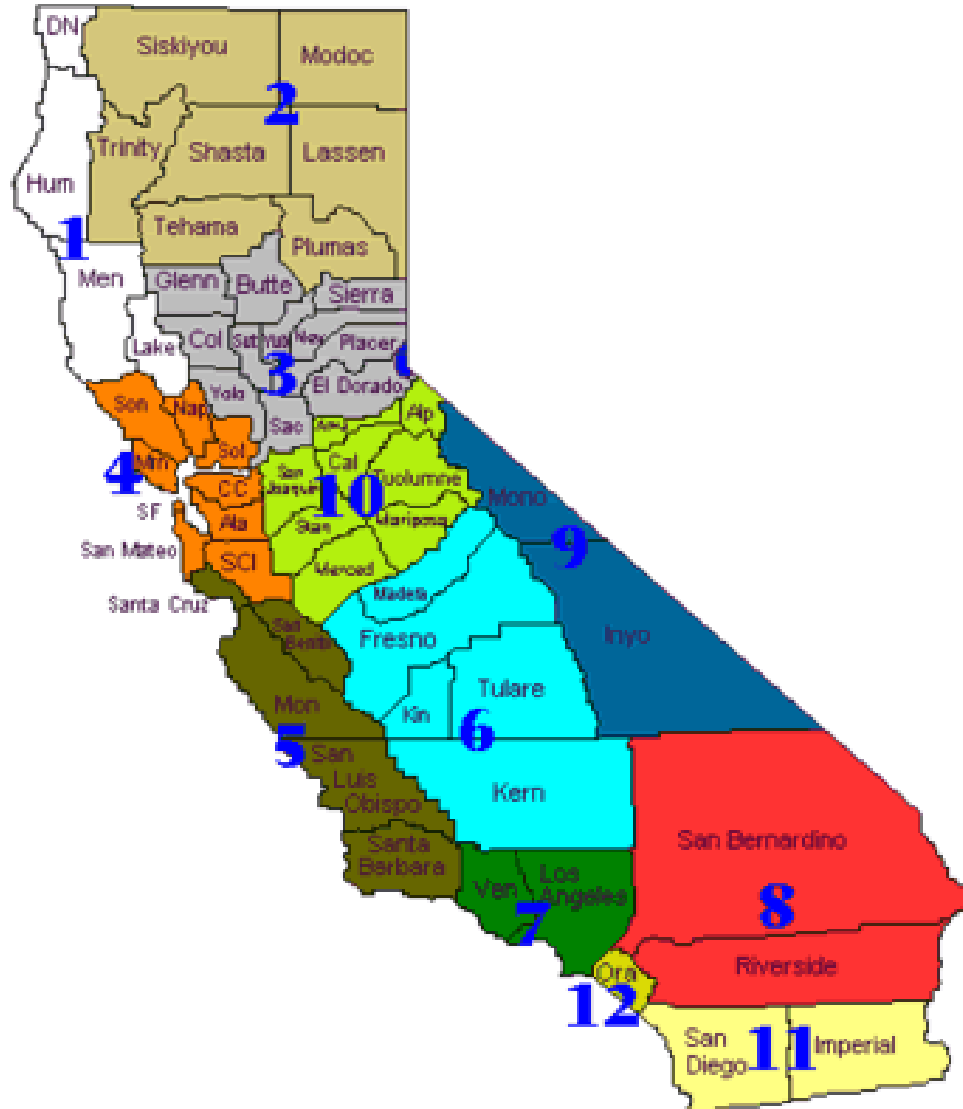 DN
Siskiyou
Modoc
2
Trinity
Shasta
Lassen
Hum
1
Tehama
Plumas
Men
Glenn
Butte
Sierra
Lake
Col
Sut
Yub
Nev
Placer
3
El Dorado
Yolo
Son
Nap
Sac
Alp
Sol
Mrn
4
Cal
San
Joaquin
10
Tuolumne
CC
Mono
SF
Ala
Stan
Mariposa
9
San Mateo
SCl
Merced
Santa Cruz
Madera
San
Benito
Fresno
Inyo
Mon
Tulare
Kin
6
5
San
Luis
Obispo
Kern
Santa
Barbara
San Bernardino
Ven
Los
Angeles
7
8
Ora
Riverside
12
San
Diego
11
Imperial